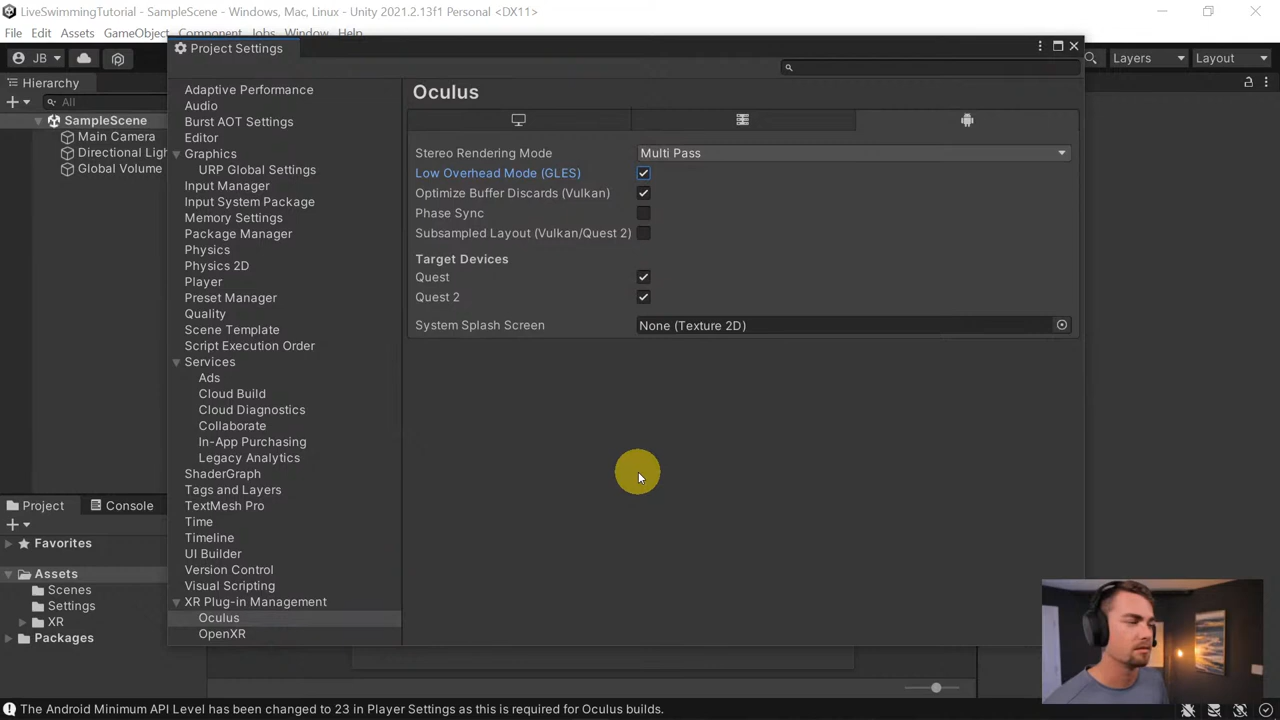 LiveSwimmingTutorial - SampleScene - Windows, Mac, Linux - Unity 2021.2.13f1 Personal <DX11>
File Edit Assets GameObject Component Jobs Window Help
JB
Layers
Layout
Hierarchy
All
SampleScene
Main Camera
Directional Ligh
Global Volume
Project Settings
Adaptive Performance
Audio
Burst AOT Settings
Editor
Graphics
URP Global Settings
Input Manager
Input System Package
Memory Settings
Package Manager
Physics
Physics 2D
Player
Preset Manager
Quality
Scene Template
Script Execution Order
Services
Ads
Cloud Build
Cloud Diagnostics
Collaborate
In-App Purchasing
Legacy Analytics
ShaderGraph
Tags and Layers
TextMesh Pro
Time
Timeline
UI Builder
Version Control
Visual Scripting
XR Plug-in Management
Oculus
OpenXR
Oculus
Stereo Rendering Mode Multi Pass
Low Overhead Mode (GLES)
Optimize Buffer Discards (Vulkan)
Phase Sync
Subsampled Layout (Vulkan/Quest 2)
Target Devices
Quest
Quest 2
System Splash Screen None (Texture 2D)
Project Console
Favorites
Assets
Scenes
Settings
XR
Packages
The Android Minimum API Level has been changed to 23 in Player Settings as this is required for Oculus builds.